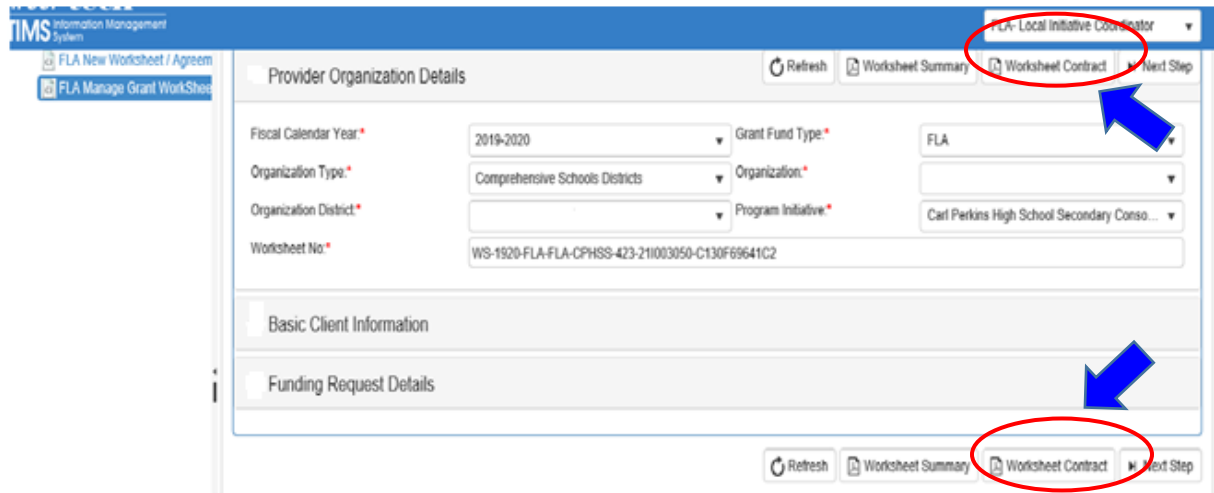 TIMS Information Management
System
FLA- Local Initiative Coordinator
FLA New Worksheet / Agreem
FLA Manage Grant WorkShee
Provider Organization Details
Refresh Worksheet Summary Worksheet Contract Next Step
Fiscal Calendar Year:* 2019-2020 Grant Fund Type:* FLA
Organization Type:* Comprehensive Schools Districts Organization:*
Organization District:* Program Initiative:* Carl Perkins High School Secondary Conso...
Worksheet No:* WS-1920-FLA-FLA-CPHSS-423-21I003050-C130F69641C2
Basic Client Information
Funding Request Details
Refresh Worksheet Summary Worksheet Contract Next Step